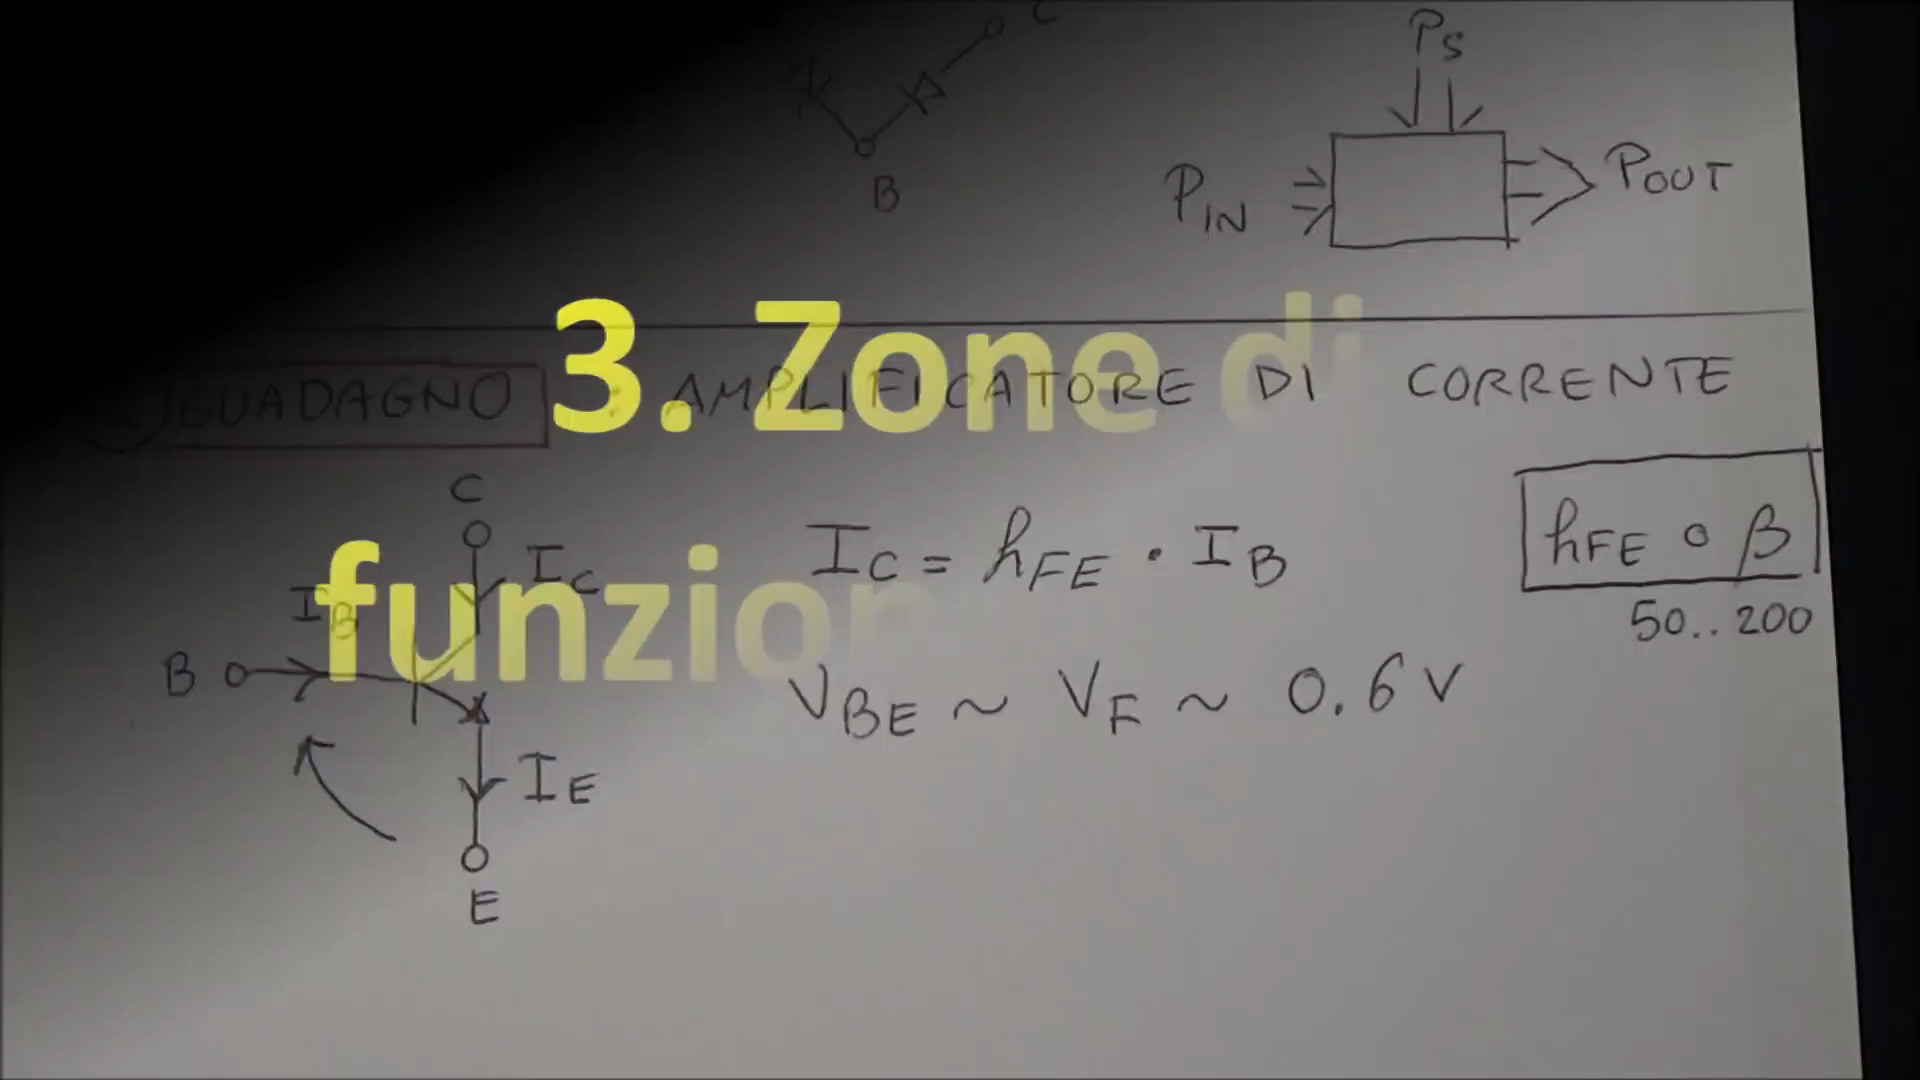 C
PS
B
PIN
POUT
3. Zone di
GUADAGNO : AMPLIFICATORE DI CORRENTE
C
IC
IC = hFE · IB
hFE o β
50..200
IB
funzion
B
VBE ~ VF ~ 0.6 V
IE
E